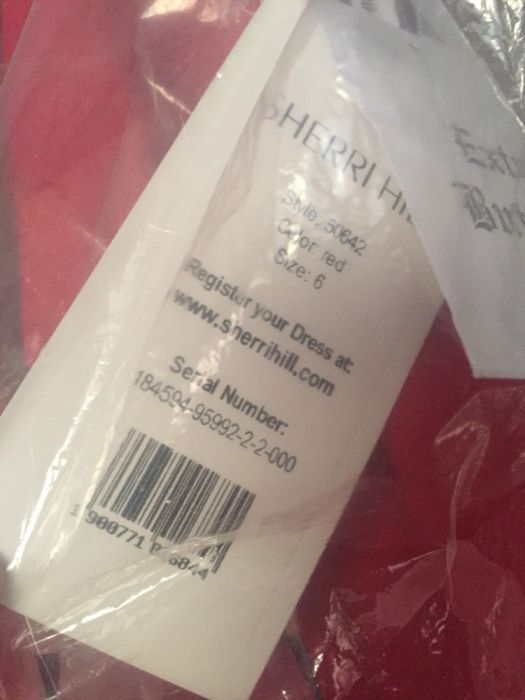 SHERRI HILL
Style: 50642
Color: red
Size: 6
Register your Dress at:
www.sherrihill.com
Serial Number:
184594-95992-2-2-000